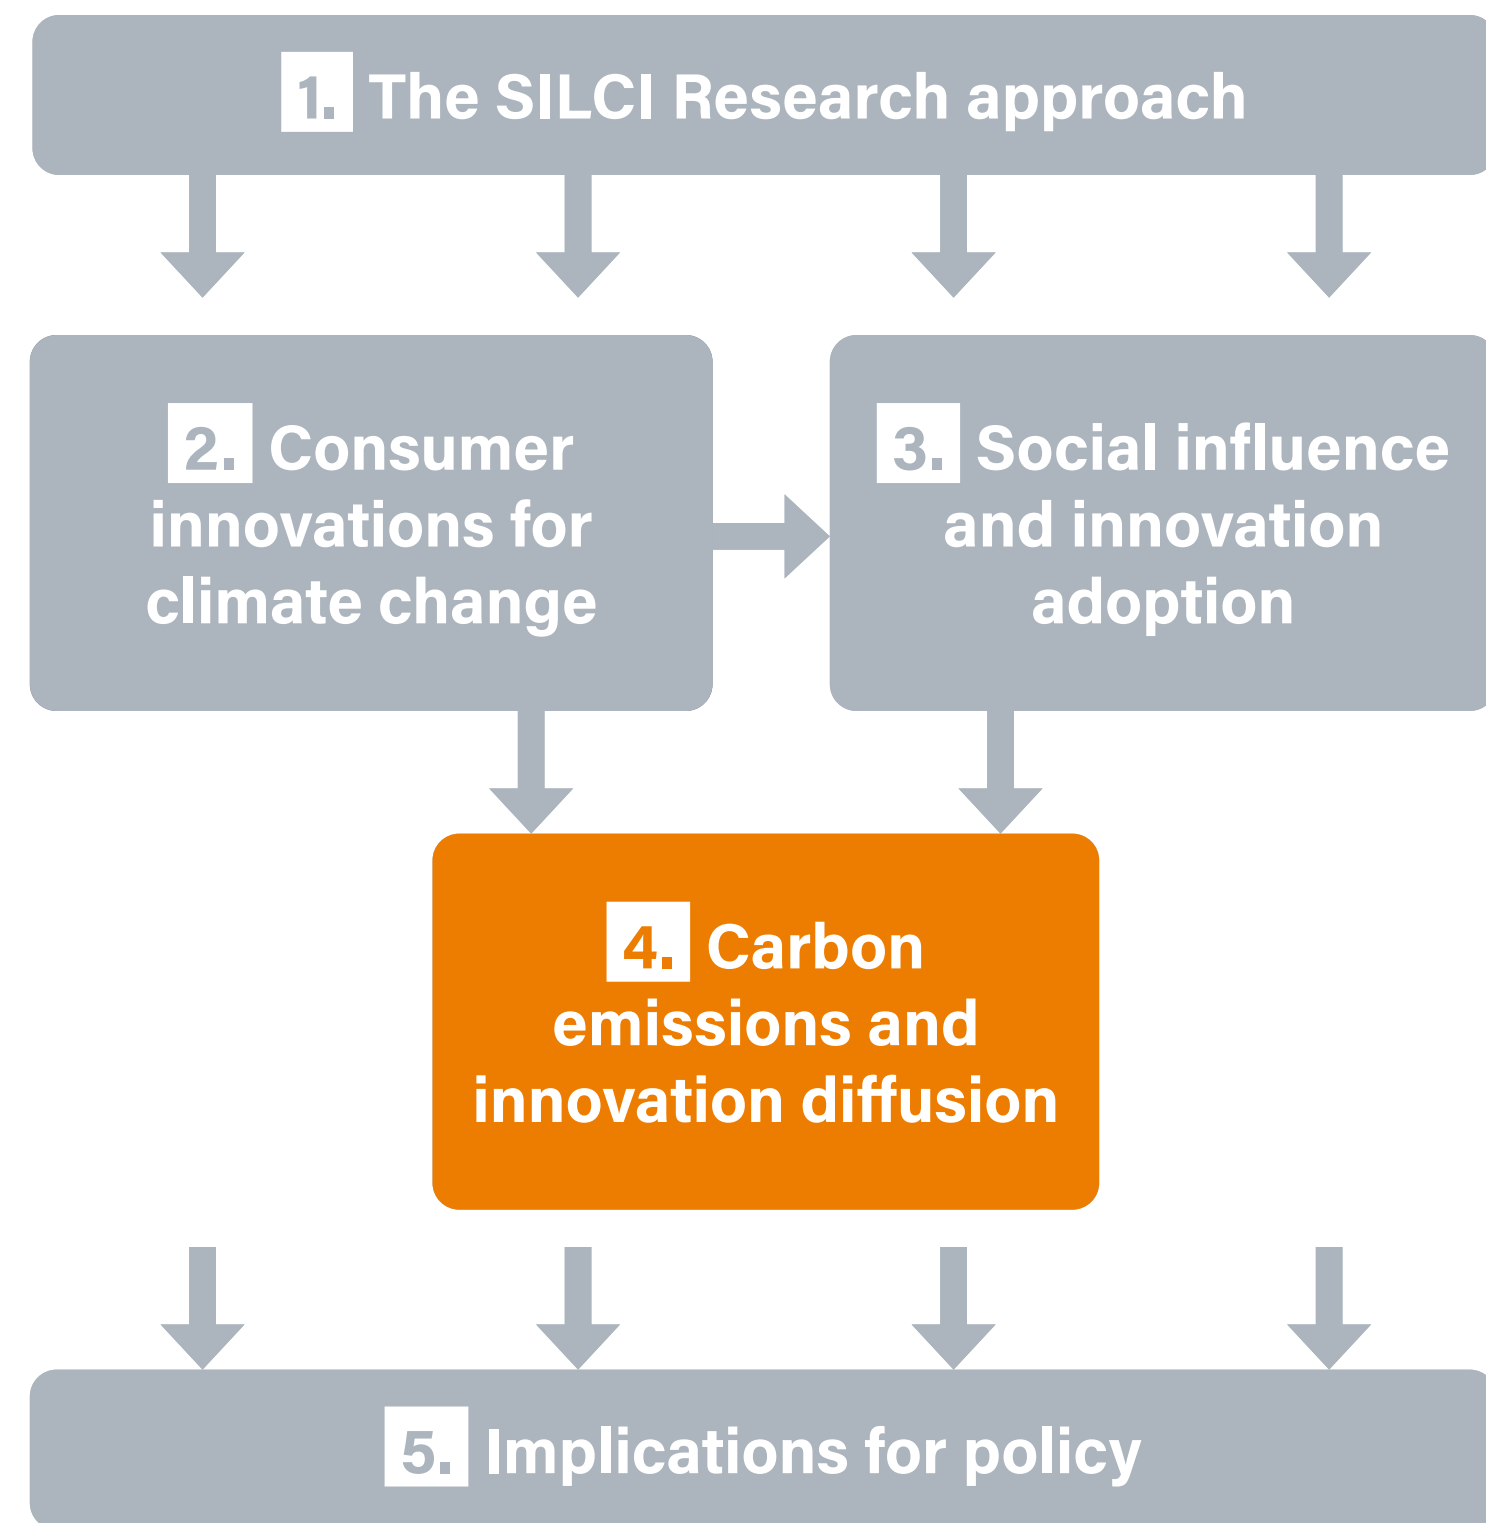 1. The SILCI Research approach
2. Consumer
innovations for
climate change
3. Social influence
and innovation
adoption
4. Carbon
emissions and
innovation diffusion
5. Implications for policy